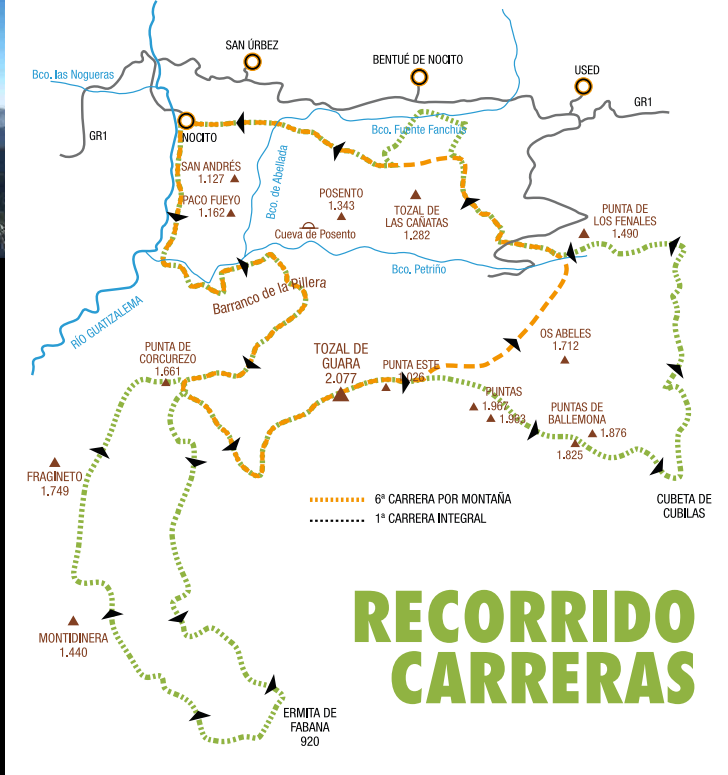 SAN ÚRBEZ
BENTUÉ DE NOCITO
USED
Bco. las Nogueras
GR1
GR1
NOCITO
Bco. Fuente Fanchus
SAN ANDRÉS
1.127
PACO FUEYO
1.162
Bco. de Abellada
POSENTO
1.343
Cueva de Posento
TOZAL DE
LAS CAÑATAS
1.282
PUNTA DE
LOS FENALES
1.490
Bco. Petriño
Barranco de la Pillera
RÍO GUATIZALEMA
PUNTA DE
CORCUREZO
1.661
TOZAL DE
GUARA
2.077
PUNTA ESTE
2.026
OS ABELES
1.712
PUNTAS
1.967
1.963
PUNTAS DE
BALLEMONA
1.876
1.825
FRAGINETO
1.749
6ª CARRERA POR MONTAÑA
1ª CARRERA INTEGRAL
CUBETA DE
CUBILAS
MONTIDINERA
1.440
RECORRIDO
CARRERAS
ERMITA DE
FABANA
920